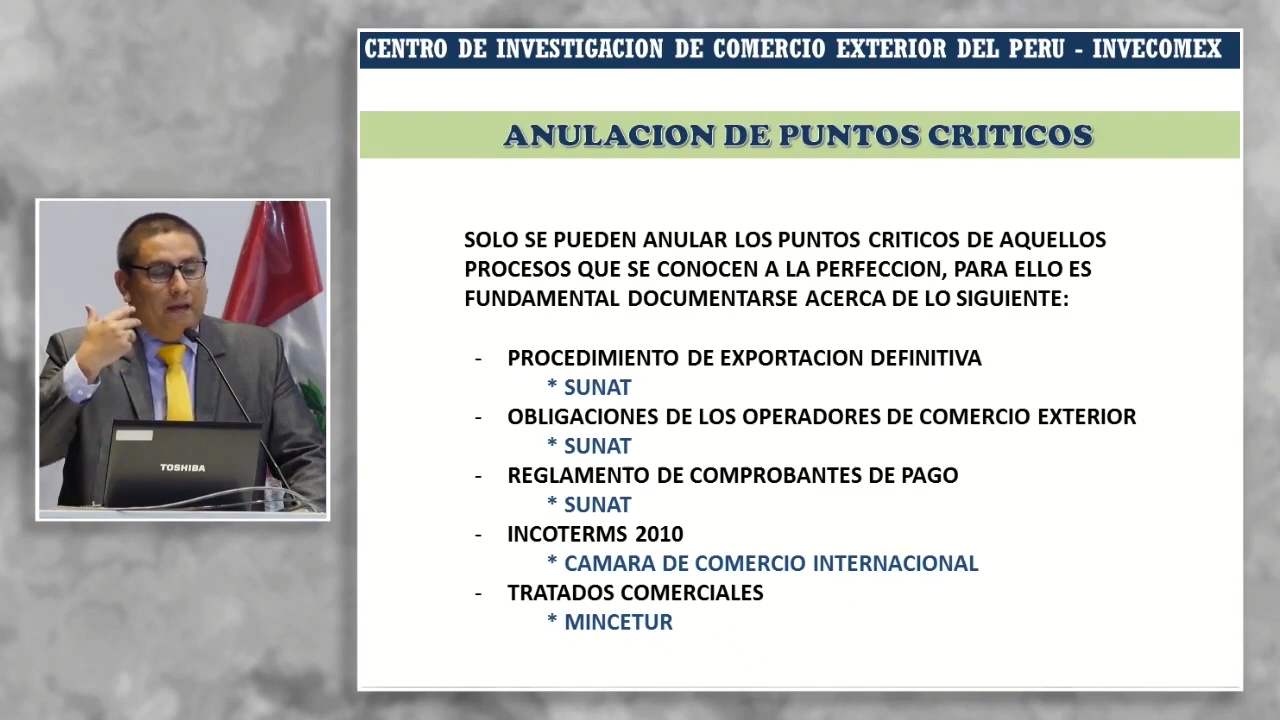 CENTRO DE INVESTIGACION DE COMERCIO EXTERIOR DEL PERU - INVECOMEX
ANULACION DE PUNTOS CRITICOS
SOLO SE PUEDEN ANULAR LOS PUNTOS CRITICOS DE AQUELLOS
PROCESOS QUE SE CONOCEN A LA PERFECCION, PARA ELLO ES
FUNDAMENTAL DOCUMENTARSE ACERCA DE LO SIGUIENTE:
- PROCEDIMIENTO DE EXPORTACION DEFINITIVA
* SUNAT
- OBLIGACIONES DE LOS OPERADORES DE COMERCIO EXTERIOR
* SUNAT
- REGLAMENTO DE COMPROBANTES DE PAGO
* SUNAT
- INCOTERMS 2010
* CAMARA DE COMERCIO INTERNACIONAL
- TRATADOS COMERCIALES
* MINCETUR
TOSHIBA